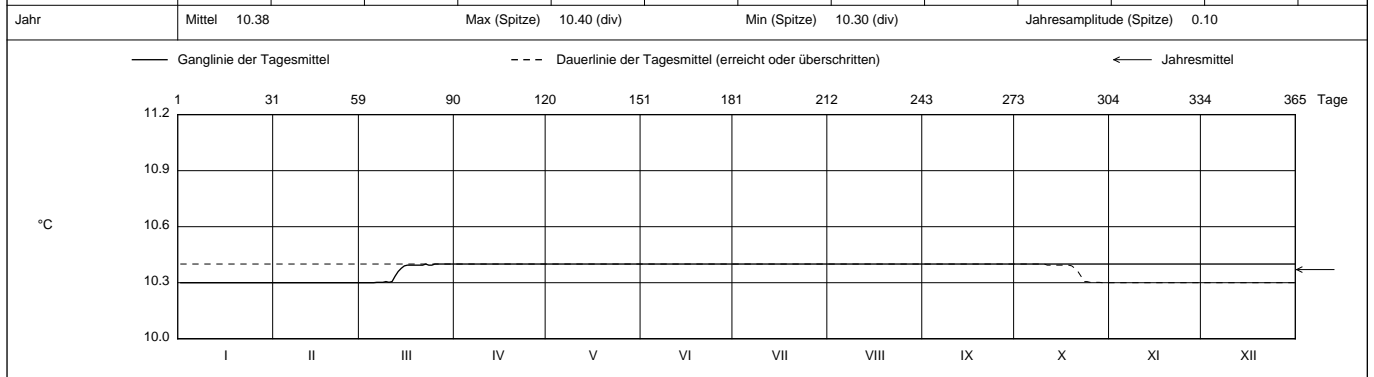 Jahr Mittel 10.38 Max (Spitze) 10.40 (div) Min (Spitze) 10.30 (div) Jahresamplitude (Spitze) 0.10
Ganglinie der Tagesmittel Dauerlinie der Tagesmittel (erreicht oder überschritten) Jahresmittel
1 31 59 90 120 151 181 212 243 273 304 334 365 Tage
11.2
10.9
10.6
°C
10.3
10.0
I II III IV V VI VII VIII IX X XI XII